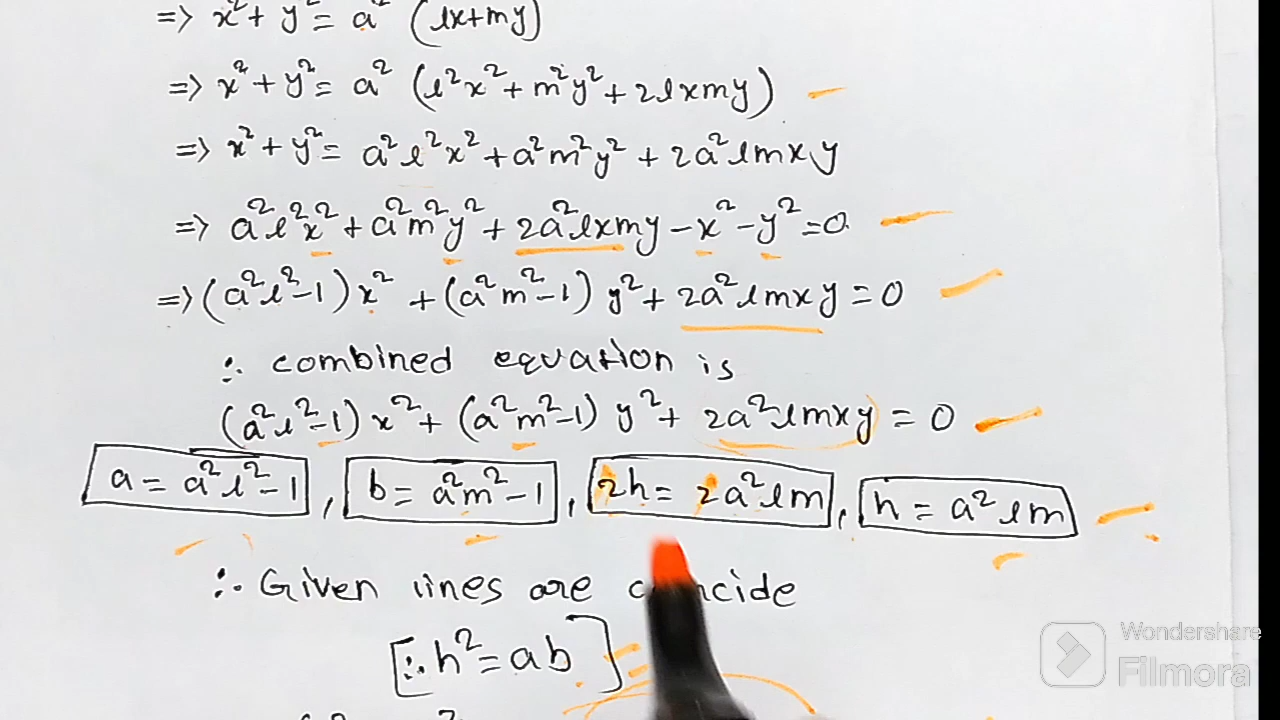 => x² + y² = a² (lx+my)
=> x² + y² = a² (l²x² + m²y² + 2lxmy)
=> x² + y² = a²l²x² + a²m²y² + 2a²lmxy
=> a²l²x² + a²m²y² + 2a²lxmy - x² - y² = 0
=> (a²l²-1) x² + (a²m²-1) y² + 2a²lmxy = 0
∴ combined equation is
(a²l²-1) x² + (a²m²-1) y² + 2a²lmxy = 0
a = a²l²-1, b = a²m²-1, 2h = 2a²lm, h = a²lm
∴ Given lines are
[∵ h² = ab]
Wondershare
Filmora